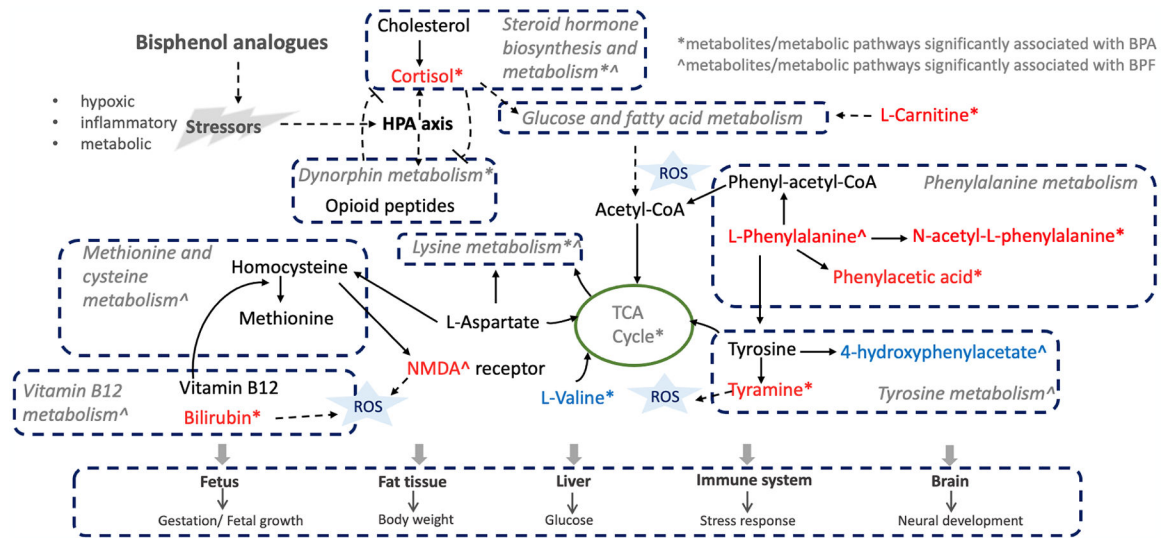 Bisphenol analogues
• hypoxic
• inflammatory
• metabolic
Stressors
Cholesterol
Cortisol*
Steroid hormone
biosynthesis and
metabolism*^
*metabolites/metabolic pathways significantly associated with BPA
^metabolites/metabolic pathways significantly associated with BPF
HPA axis
Glucose and fatty acid metabolism
L-Carnitine*
Dynorphin metabolism*
Opioid peptides
ROS
Acetyl-CoA
Phenyl-acetyl-CoA
Phenylalanine metabolism
L-Phenylalanine^
N-acetyl-L-phenylalanine*
Phenylacetic acid*
Methionine and
cysteine
metabolism^
Homocysteine
Methionine
Lysine metabolism*^
L-Aspartate
TCA
Cycle*
Tyrosine
4-hydroxyphenylacetate^
Tyramine*
Tyrosine metabolism^
ROS
NMDA^ receptor
L-Valine*
Vitamin B12
metabolism^
Vitamin B12
Bilirubin*
ROS
Fetus
Gestation/ Fetal growth
Fat tissue
Body weight
Liver
Glucose
Immune system
Stress response
Brain
Neural development